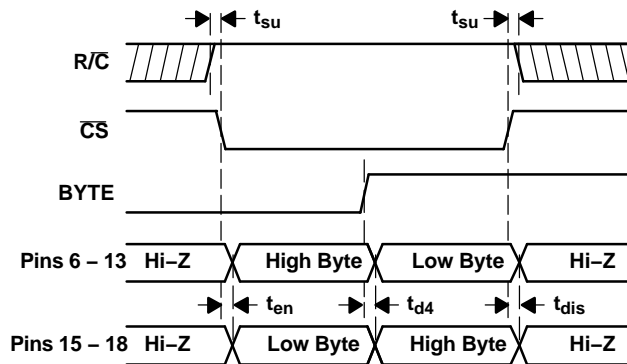 tsu tsu
R/C̅
C̅S̅
BYTE
Pins 6 – 13 Hi–Z High Byte Low Byte Hi–Z
ten td4 tdis
Pins 15 – 18 Hi–Z Low Byte High Byte Hi–Z